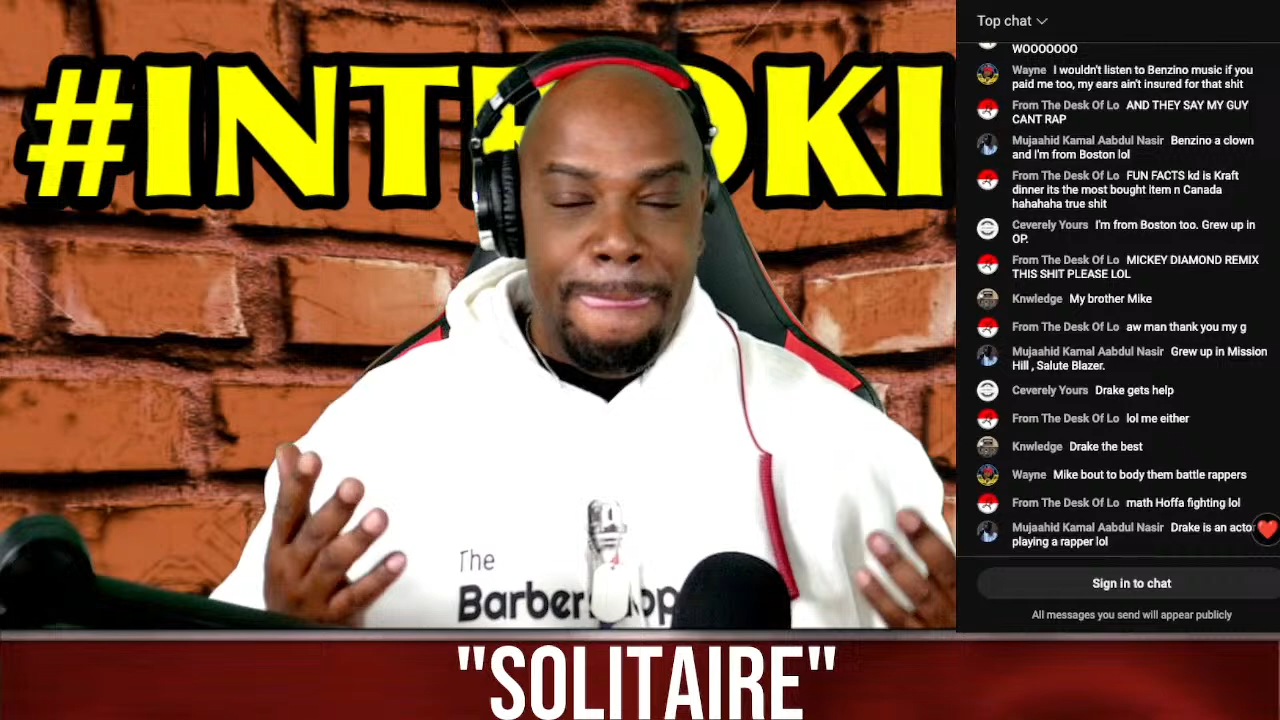 #INTROKI
The
Barbershop
"SOLITAIRE"
Top chat
WOOOOOOO
Wayne I wouldn't listen to Benzino music if you
paid me too, my ears ain't insured for that shit
From The Desk Of Lo AND THEY SAY MY GUY
CANT RAP
Mujaahid Kamal Aabdul Nasir Benzino a clown
and I'm from Boston lol
From The Desk Of Lo FUN FACTS kd is Kraft
dinner its the most bought item n Canada
hahahaha true shit
Ceverely Yours I'm from Boston too. Grew up in
OP.
From The Desk Of Lo MICKEY DIAMOND REMIX
THIS SHIT PLEASE LOL
Knwledge My brother Mike
From The Desk Of Lo aw man thank you my g
Mujaahid Kamal Aabdul Nasir Grew up in Mission
Hill , Salute Blazer.
Ceverely Yours Drake gets help
From The Desk Of Lo lol me either
Knwledge Drake the best
Wayne Mike bout to body them battle rappers
From The Desk Of Lo math Hoffa fighting lol
Mujaahid Kamal Aabdul Nasir Drake is an acto
playing a rapper lol
Sign in to chat
All messages you send will appear publicly